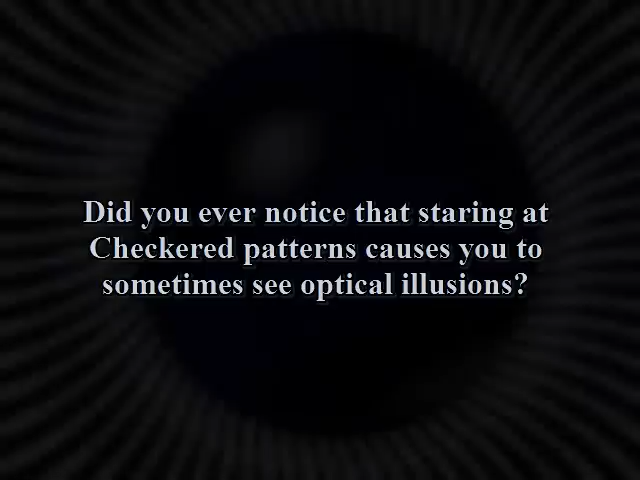 Did you ever notice that staring at
Checkered patterns causes you to
sometimes see optical illusions?